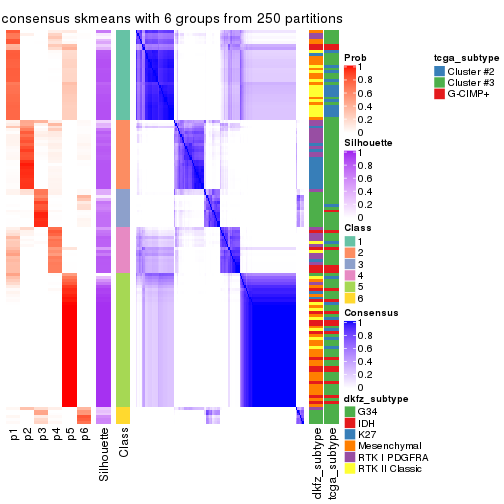 consensus skmeans with 6 groups from 250 partitions
Prob
1
0.8
0.6
0.4
0.2
0
Silhouette
1
0.8
0.6
0.4
0.2
0
Class
1
2
3
4
5
6
Consensus
1
0.8
0.6
0.4
0.2
0
dkfz_subtype
G34
IDH
K27
Mesenchymal
RTK I PDGFRA
RTK II Classic
tcga_subtype
Cluster #2
Cluster #3
G-CIMP+
p1
p2
p3
p4
p5
p6
Silhouette
Class
dkfz_subtype
tcga_subtype